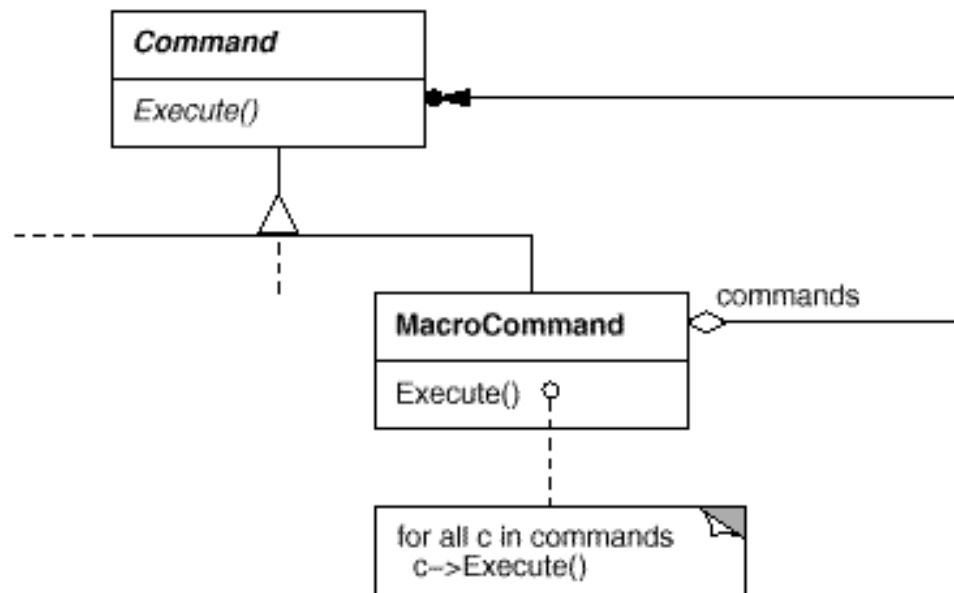 Command
Execute()
commands
MacroCommand
Execute()
for all c in commands
c->Execute()